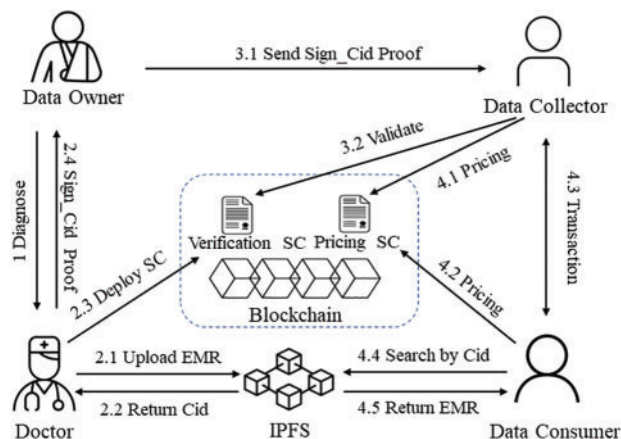 3.1 Send Sign_Cid Proof
Data Owner
Data Collector
1 Diagnose
2.4 Sign_Cid Proof
3.2 Validate
4.1 Pricing
4.3 Transaction
Verification SC
Pricing SC
2.3 Deploy SC
4.2 Pricing
Blockchain
2.1 Upload EMR
4.4 Search by Cid
2.2 Return Cid
4.5 Return EMR
Doctor
IPFS
Data Consumer